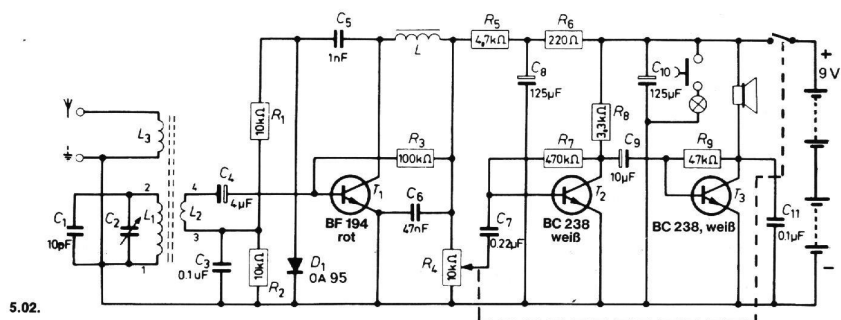 C5
1nF
L
R5
4,7kΩ
R6
220Ω
+
9V
C8
125µF
C10
125µF
L3
10kΩ
R1
R3
100kΩ
R8
3,3kΩ
R7
470kΩ
C9
10µF
R9
47kΩ
C4
4µF
T1
BF 194
rot
C6
47nF
T2
BC 238
weiß
T3
BC 238, weiß
C1
10pF
C2
2
L1
1
4
L2
3
C3
0.1uF
10kΩ
R2
D1
OA 95
R4
10kΩ
C7
0.22µF
C11
0.1µF
−
5.02.